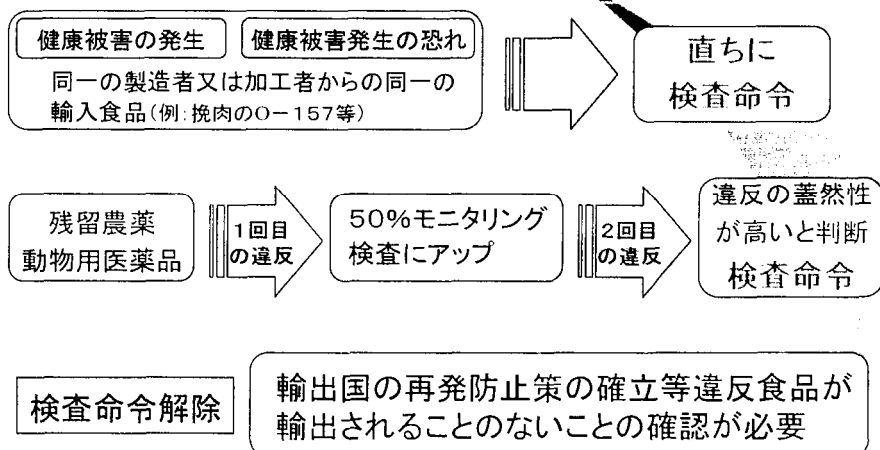 健康被害の発生
健康被害発生の恐れ
同一の製造者又は加工者からの同一の
輸入食品(例:挽肉のO-157等)
直ちに
検査命令
残留農薬
動物用医薬品
1回目
の違反
50%モニタリング
検査にアップ
2回目
の違反
違反の蓋然性
が高いと判断
検査命令
検査命令解除
輸出国の再発防止策の確立等違反食品が
輸出されることのないことの確認が必要